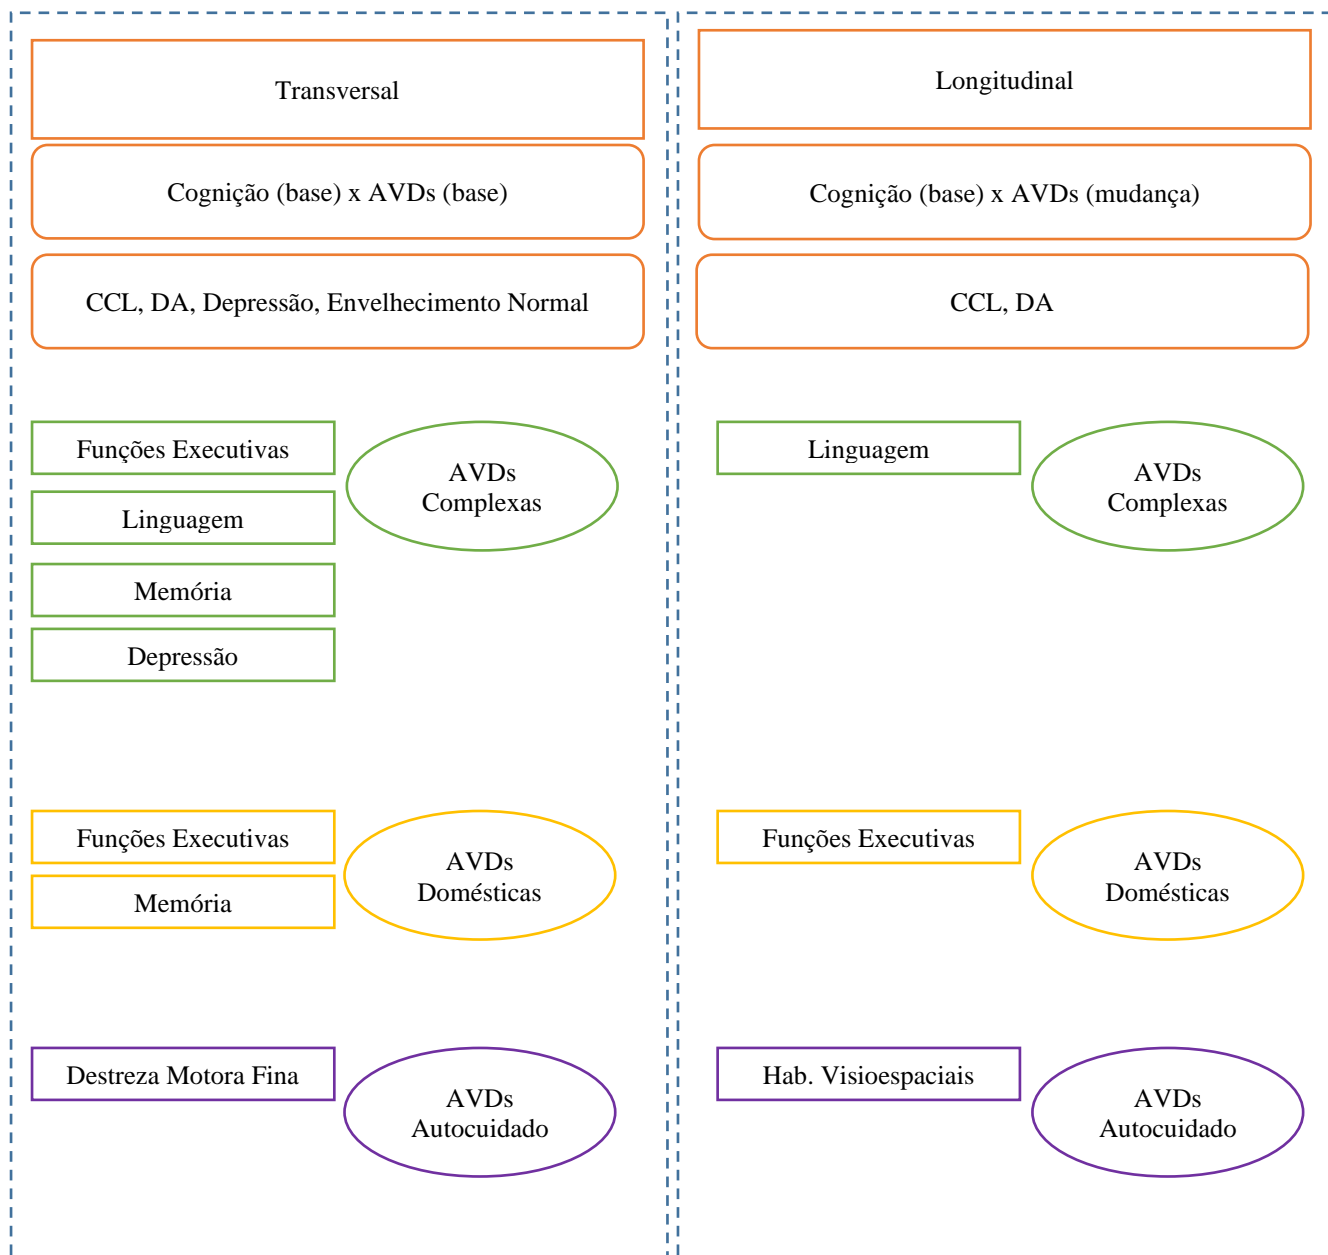 Transversal
Cognição (base) x AVDs (base)
CCL, DA, Depressão, Envelhecimento Normal
Funções Executivas
Linguagem
Memória
Depressão
AVDs
Complexas
Funções Executivas
Memória
AVDs
Domésticas
Destreza Motora Fina
AVDs
Autocuidado
Longitudinal
Cognição (base) x AVDs (mudança)
CCL, DA
Linguagem
AVDs
Complexas
Funções Executivas
AVDs
Domésticas
Hab. Visioespaciais
AVDs
Autocuidado